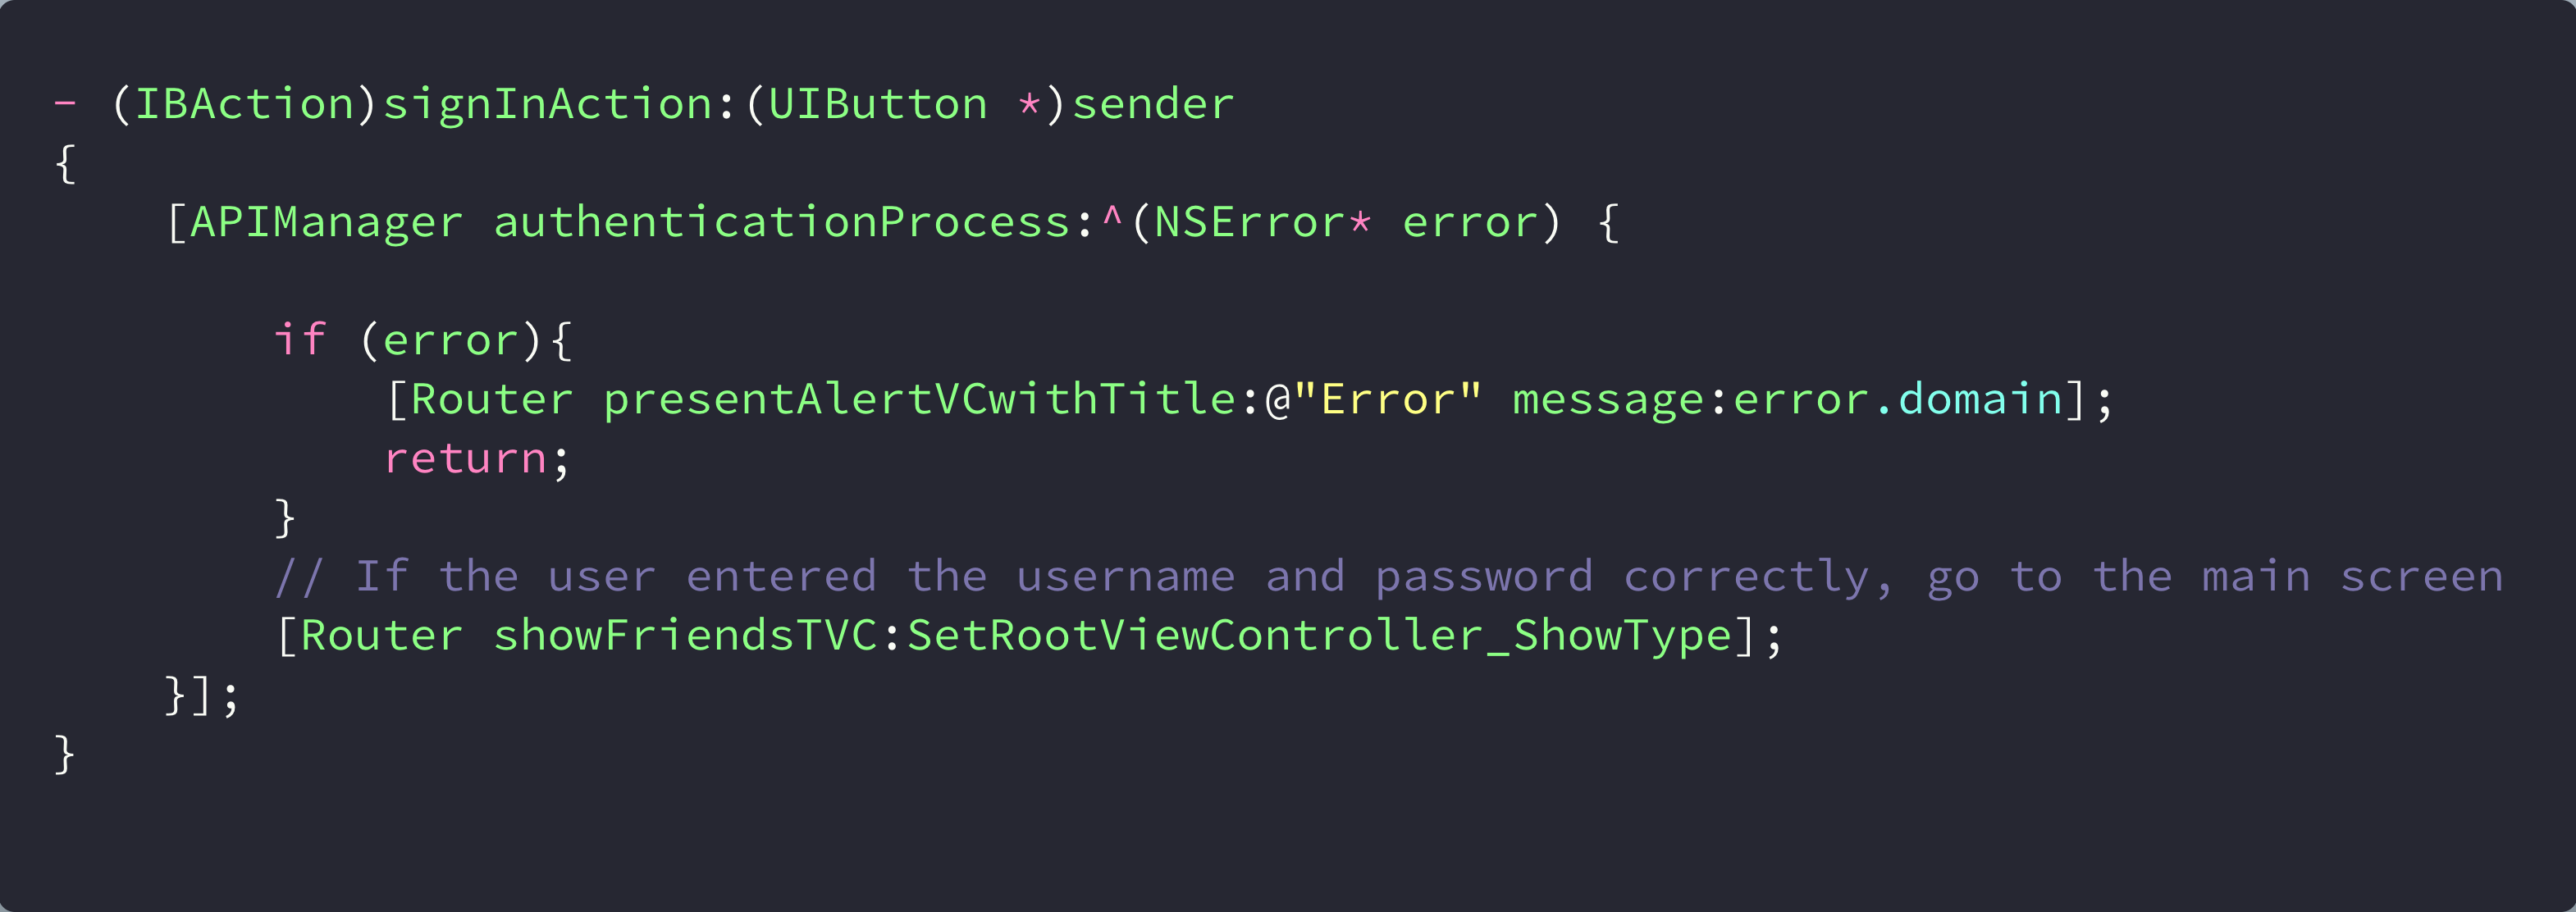 - (IBAction)signInAction:(UIButton *)sender
{
    [APIManager authenticationProcess:^(NSError* error) {

        if (error){
            [Router presentAlertVCwithTitle:@"Error" message:error.domain];
            return;
        }
        // If the user entered the username and password correctly, go to the main screen
        [Router showFriendsTVC:SetRootViewController_ShowType];
    }];
}